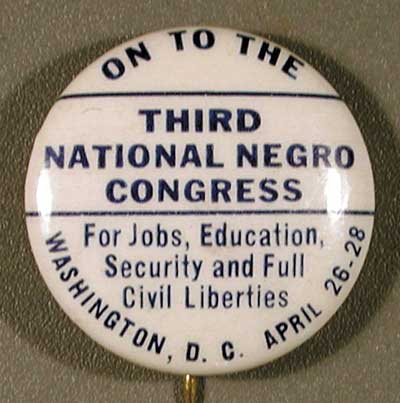 ON TO THE
THIRD
NATIONAL NEGRO
CONGRESS
For Jobs, Education,
Security and Full
Civil Liberties
WASHINGTON, D. C. APRIL 26-28